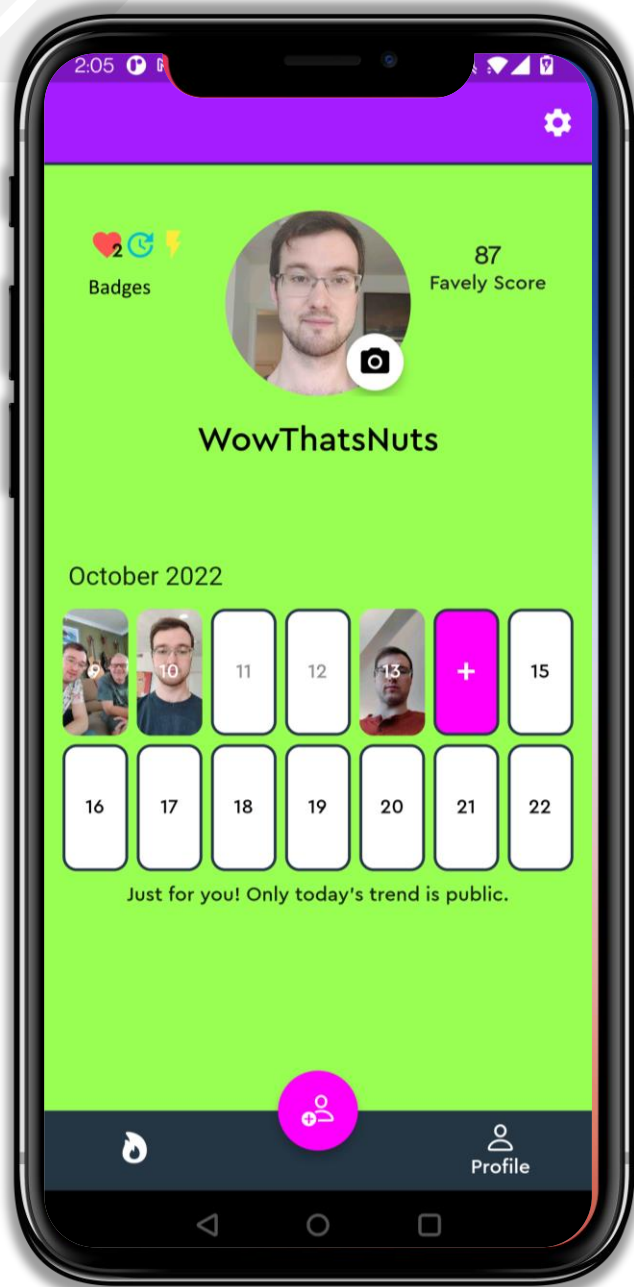 2:05
2
Badges
87
Favely Score
WowThatsNuts
October 2022
9 10 11 12 13 + 15
16 17 18 19 20 21 22
Just for you! Only today's trend is public.
Profile